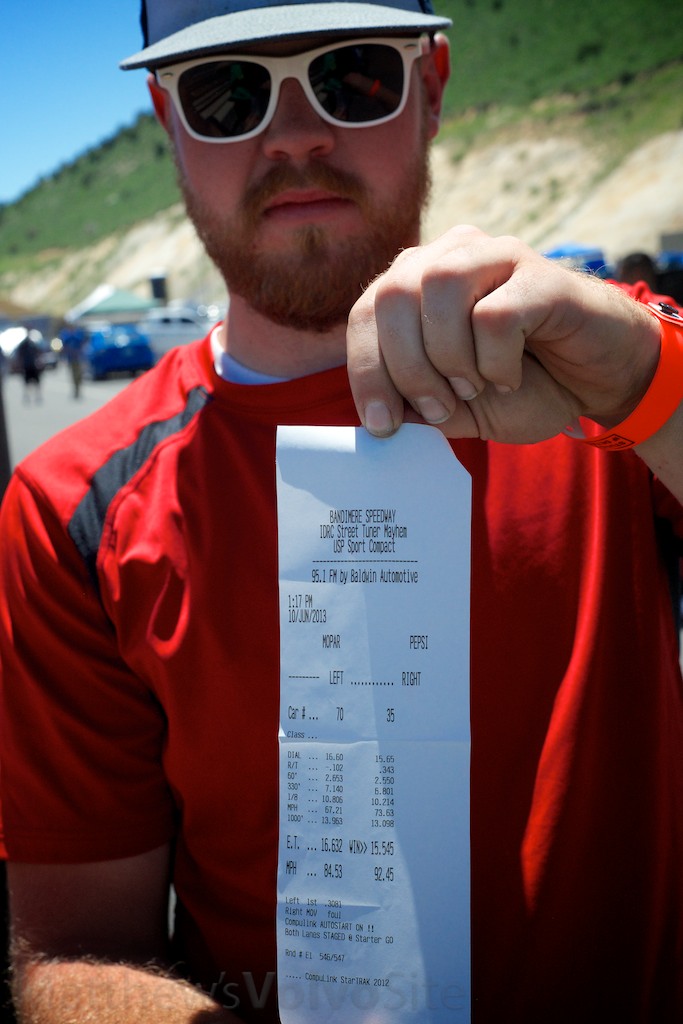 BANDIMERE SPEEDWAY
IDRC Street Tuner Mayhem
USP Sport Compact
--------------------------
95.1 FM by Baldwin Automotive
1:17 PM
10/JUN/2013
MOPAR PEPSI
--------- LEFT ............ RIGHT
Car # ... 70 35
Class ...
DIAL ... 16.60 15.65
R/T ... -.102 .343
60' ... 2.653 2.550
330' ... 7.140 6.801
1/8 ... 10.806 10.214
MPH ... 67.21 73.63
1000' ... 13.963 13.098
E.T. ... 16.632 WIN>> 15.545
MPH ... 84.53 92.45
Left 1st .3081
Right MOV foul
Compulink AUTOSTART ON !!
Both Lanes STAGED @ Starter GO
Rnd # E1 546/547
..... CompuLink StarTRAK 2012
Matthew'sVolvoSite